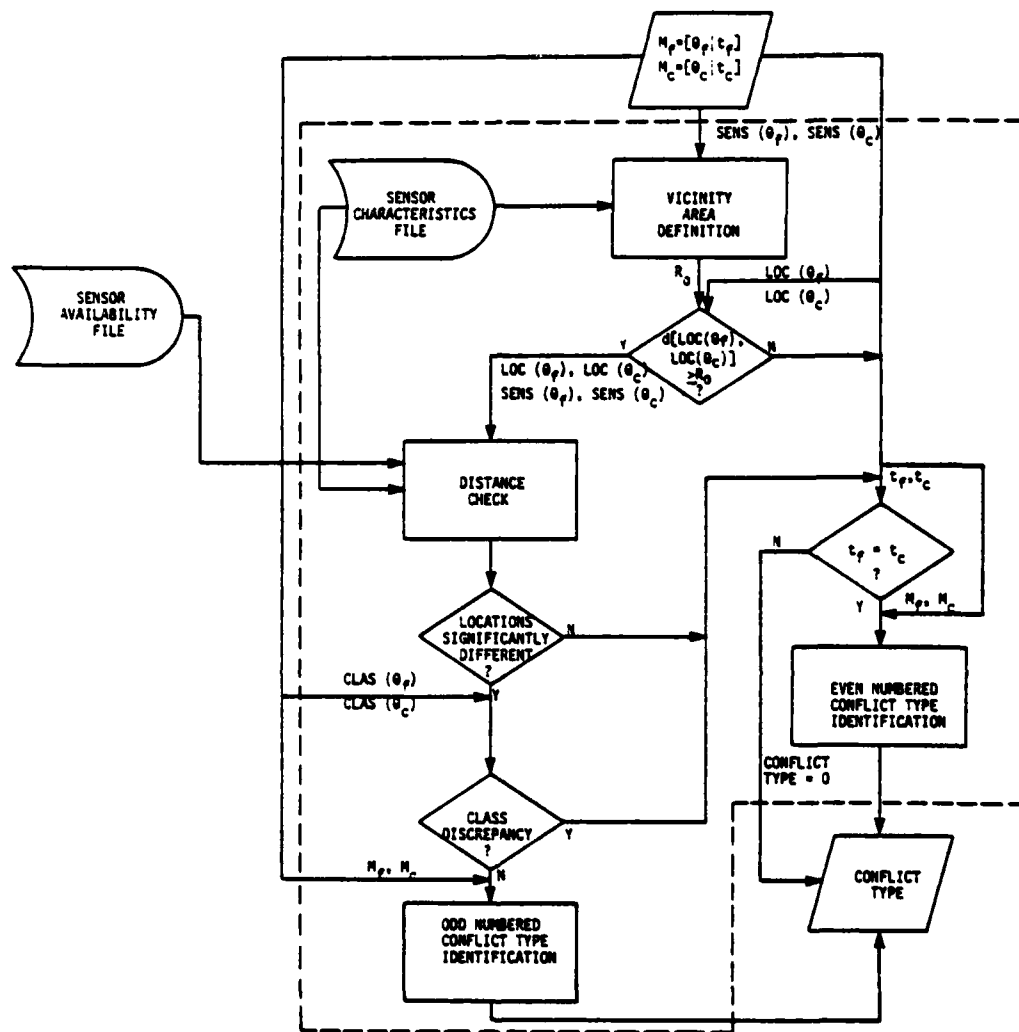 M_f=[θ_f|t_f]
M_c=[θ_c|t_c]
SENS (θ_f), SENS (θ_c)
SENSOR
CHARACTERISTICS
FILE
VICINITY
AREA
DEFINITION
SENSOR
AVAILABILITY
FILE
R_0
LOC (θ_f)
LOC (θ_c)
d[LOC(θ_f),
LOC(θ_c)]
≥R_0
?
Y
N
LOC (θ_f), LOC (θ_c)
SENS (θ_f), SENS (θ_c)
DISTANCE
CHECK
t_f,t_c
t_f = t_c
?
N
Y
M_f, M_c
LOCATIONS
SIGNIFICANTLY
DIFFERENT
?
N
Y
CLAS (θ_f)
CLAS (θ_c)
EVEN NUMBERED
CONFLICT TYPE
IDENTIFICATION
CONFLICT
TYPE = 0
CLASS
DISCREPANCY
?
Y
N
M_f, M_c
CONFLICT
TYPE
ODD NUMBERED
CONFLICT TYPE
IDENTIFICATION